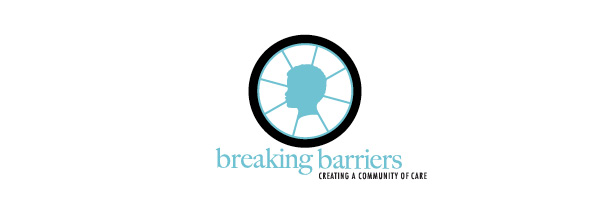 breaking barriers
CREATING A COMMUNITY OF CARE